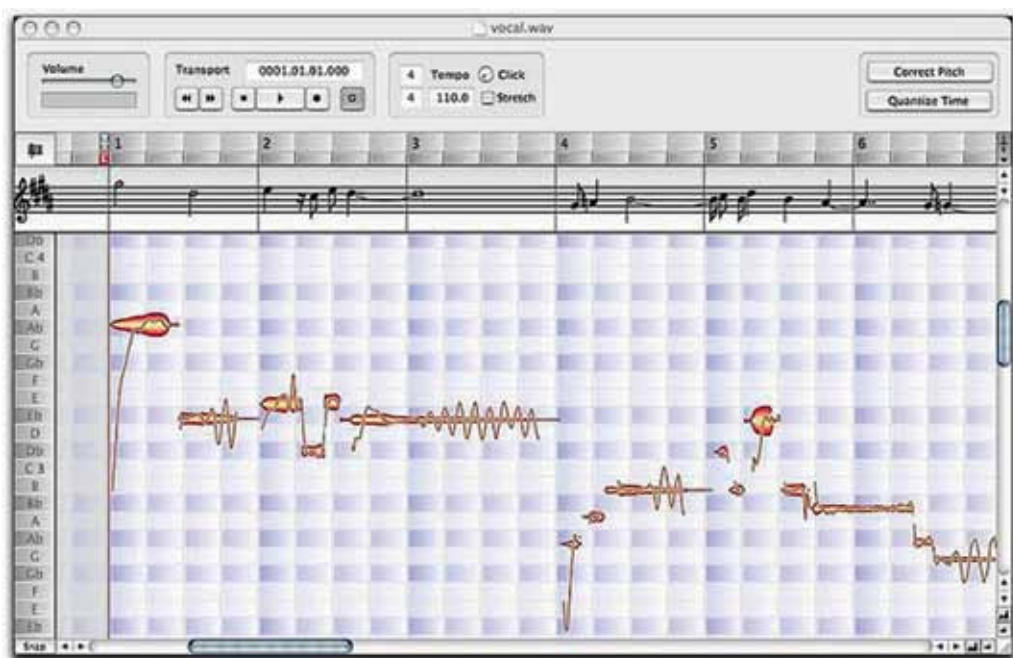 vocal.wav
Volume
Transport 0001.01.01.000
4 Tempo Click
4 110.0 Stretch
Correct Pitch
Quantize Time
1 2 3 4 5 6
Db
C 4
B
Bb
A
Ab
G
Gb
F
E
Eb
D
Db
C 3
B
Bb
A
Ab
G
Gb
F
E
Eb
Snap